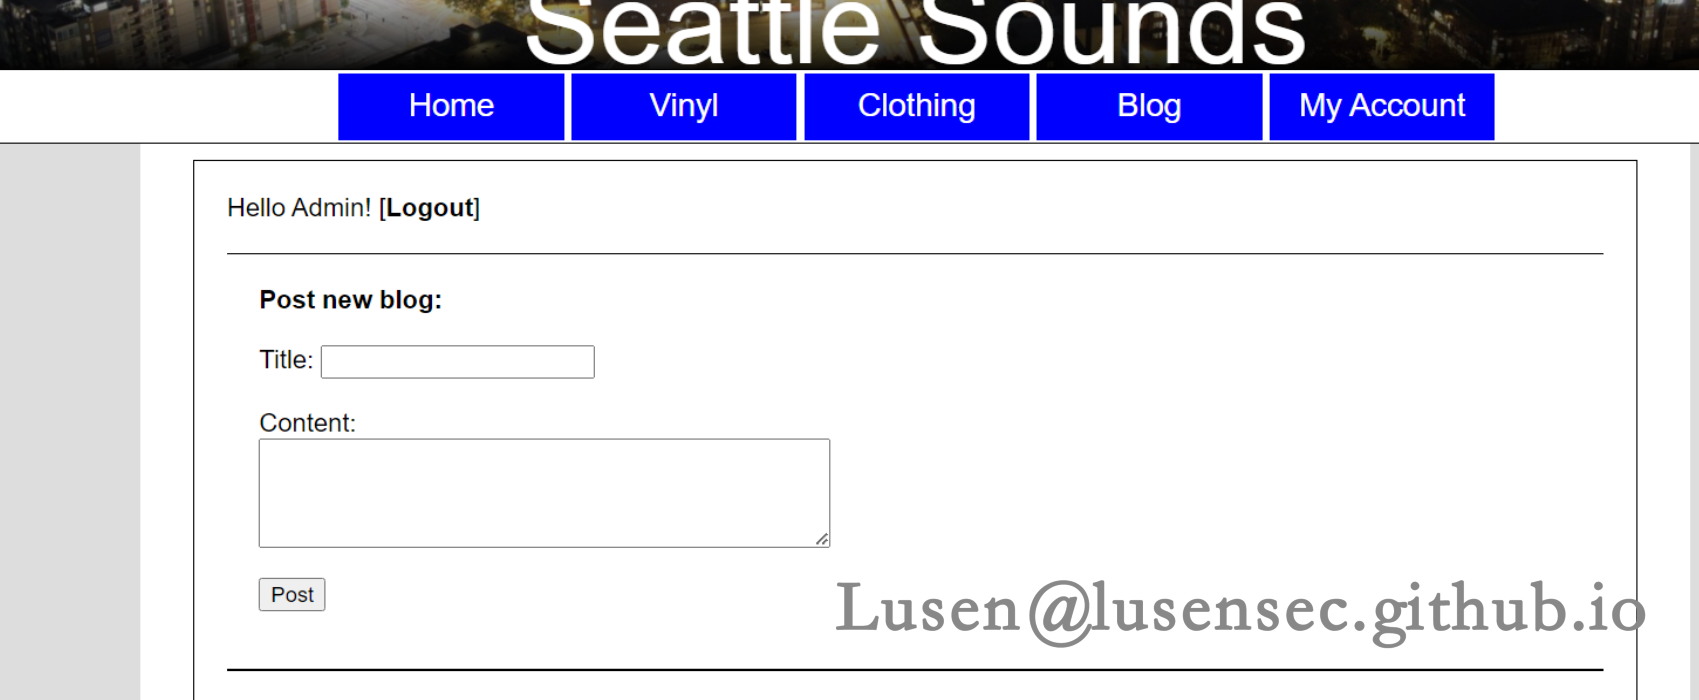 Seattle Sounds
Home Vinyl Clothing Blog My Account
Hello Admin! [Logout]
Post new blog:
Title:
Content:
Post
Lusen@lusensec.github.io